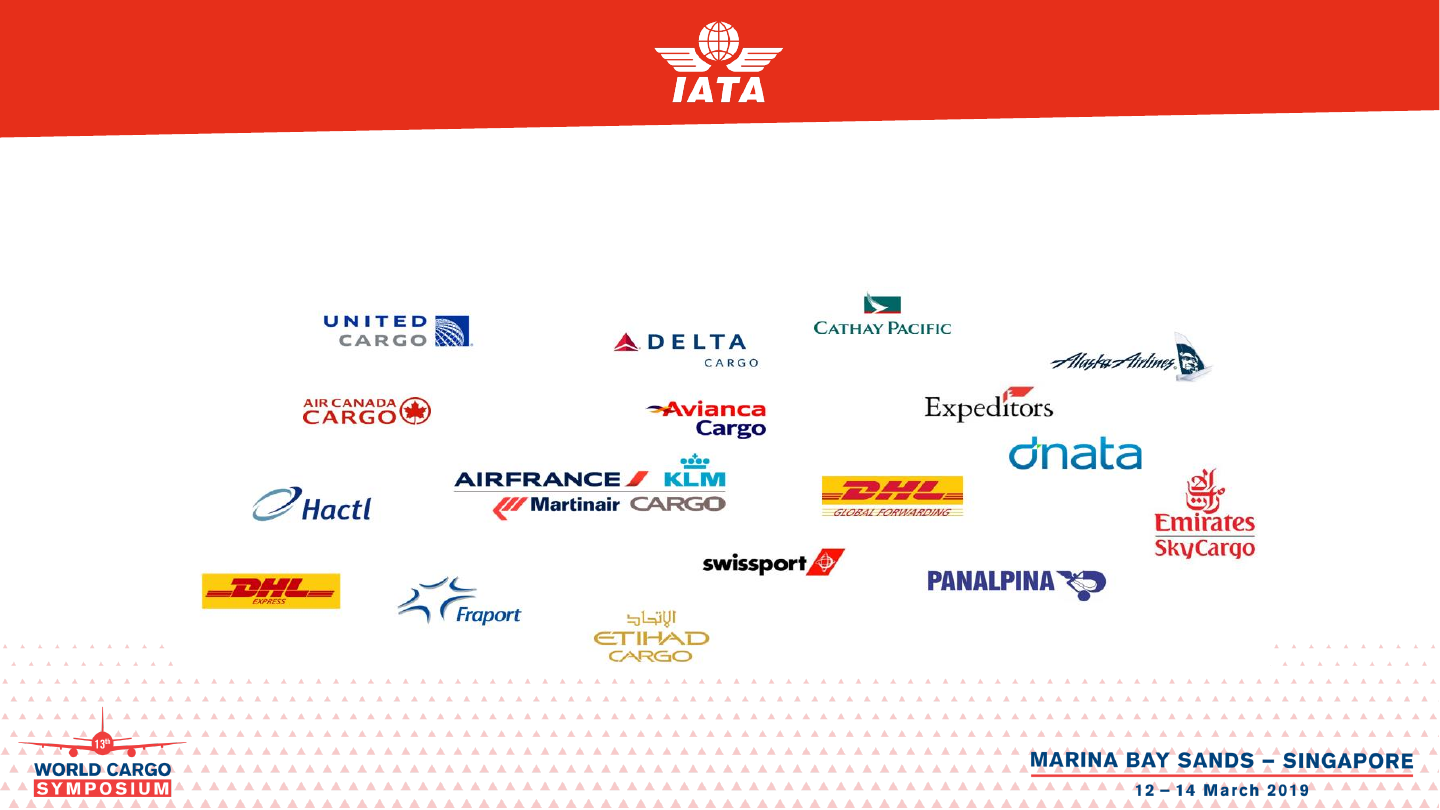 IATA
CATHAY PACIFIC
UNITED
CARGO
DELTA
CARGO
Alaska Airlines
AIR CANADA
CARGO
Avianca
Cargo
Expeditors
dnata
AIRFRANCE KLM
Martinair CARGO
DHL
GLOBAL FORWARDING
Hactl
الإتحاد
Emirates
SkyCargo
swissport
DHL
EXPRESS
PANALPINA
Fraport
ETIHAD
CARGO
13th
WORLD CARGO
SYMPOSIUM
MARINA BAY SANDS – SINGAPORE
12 – 14 March 2019